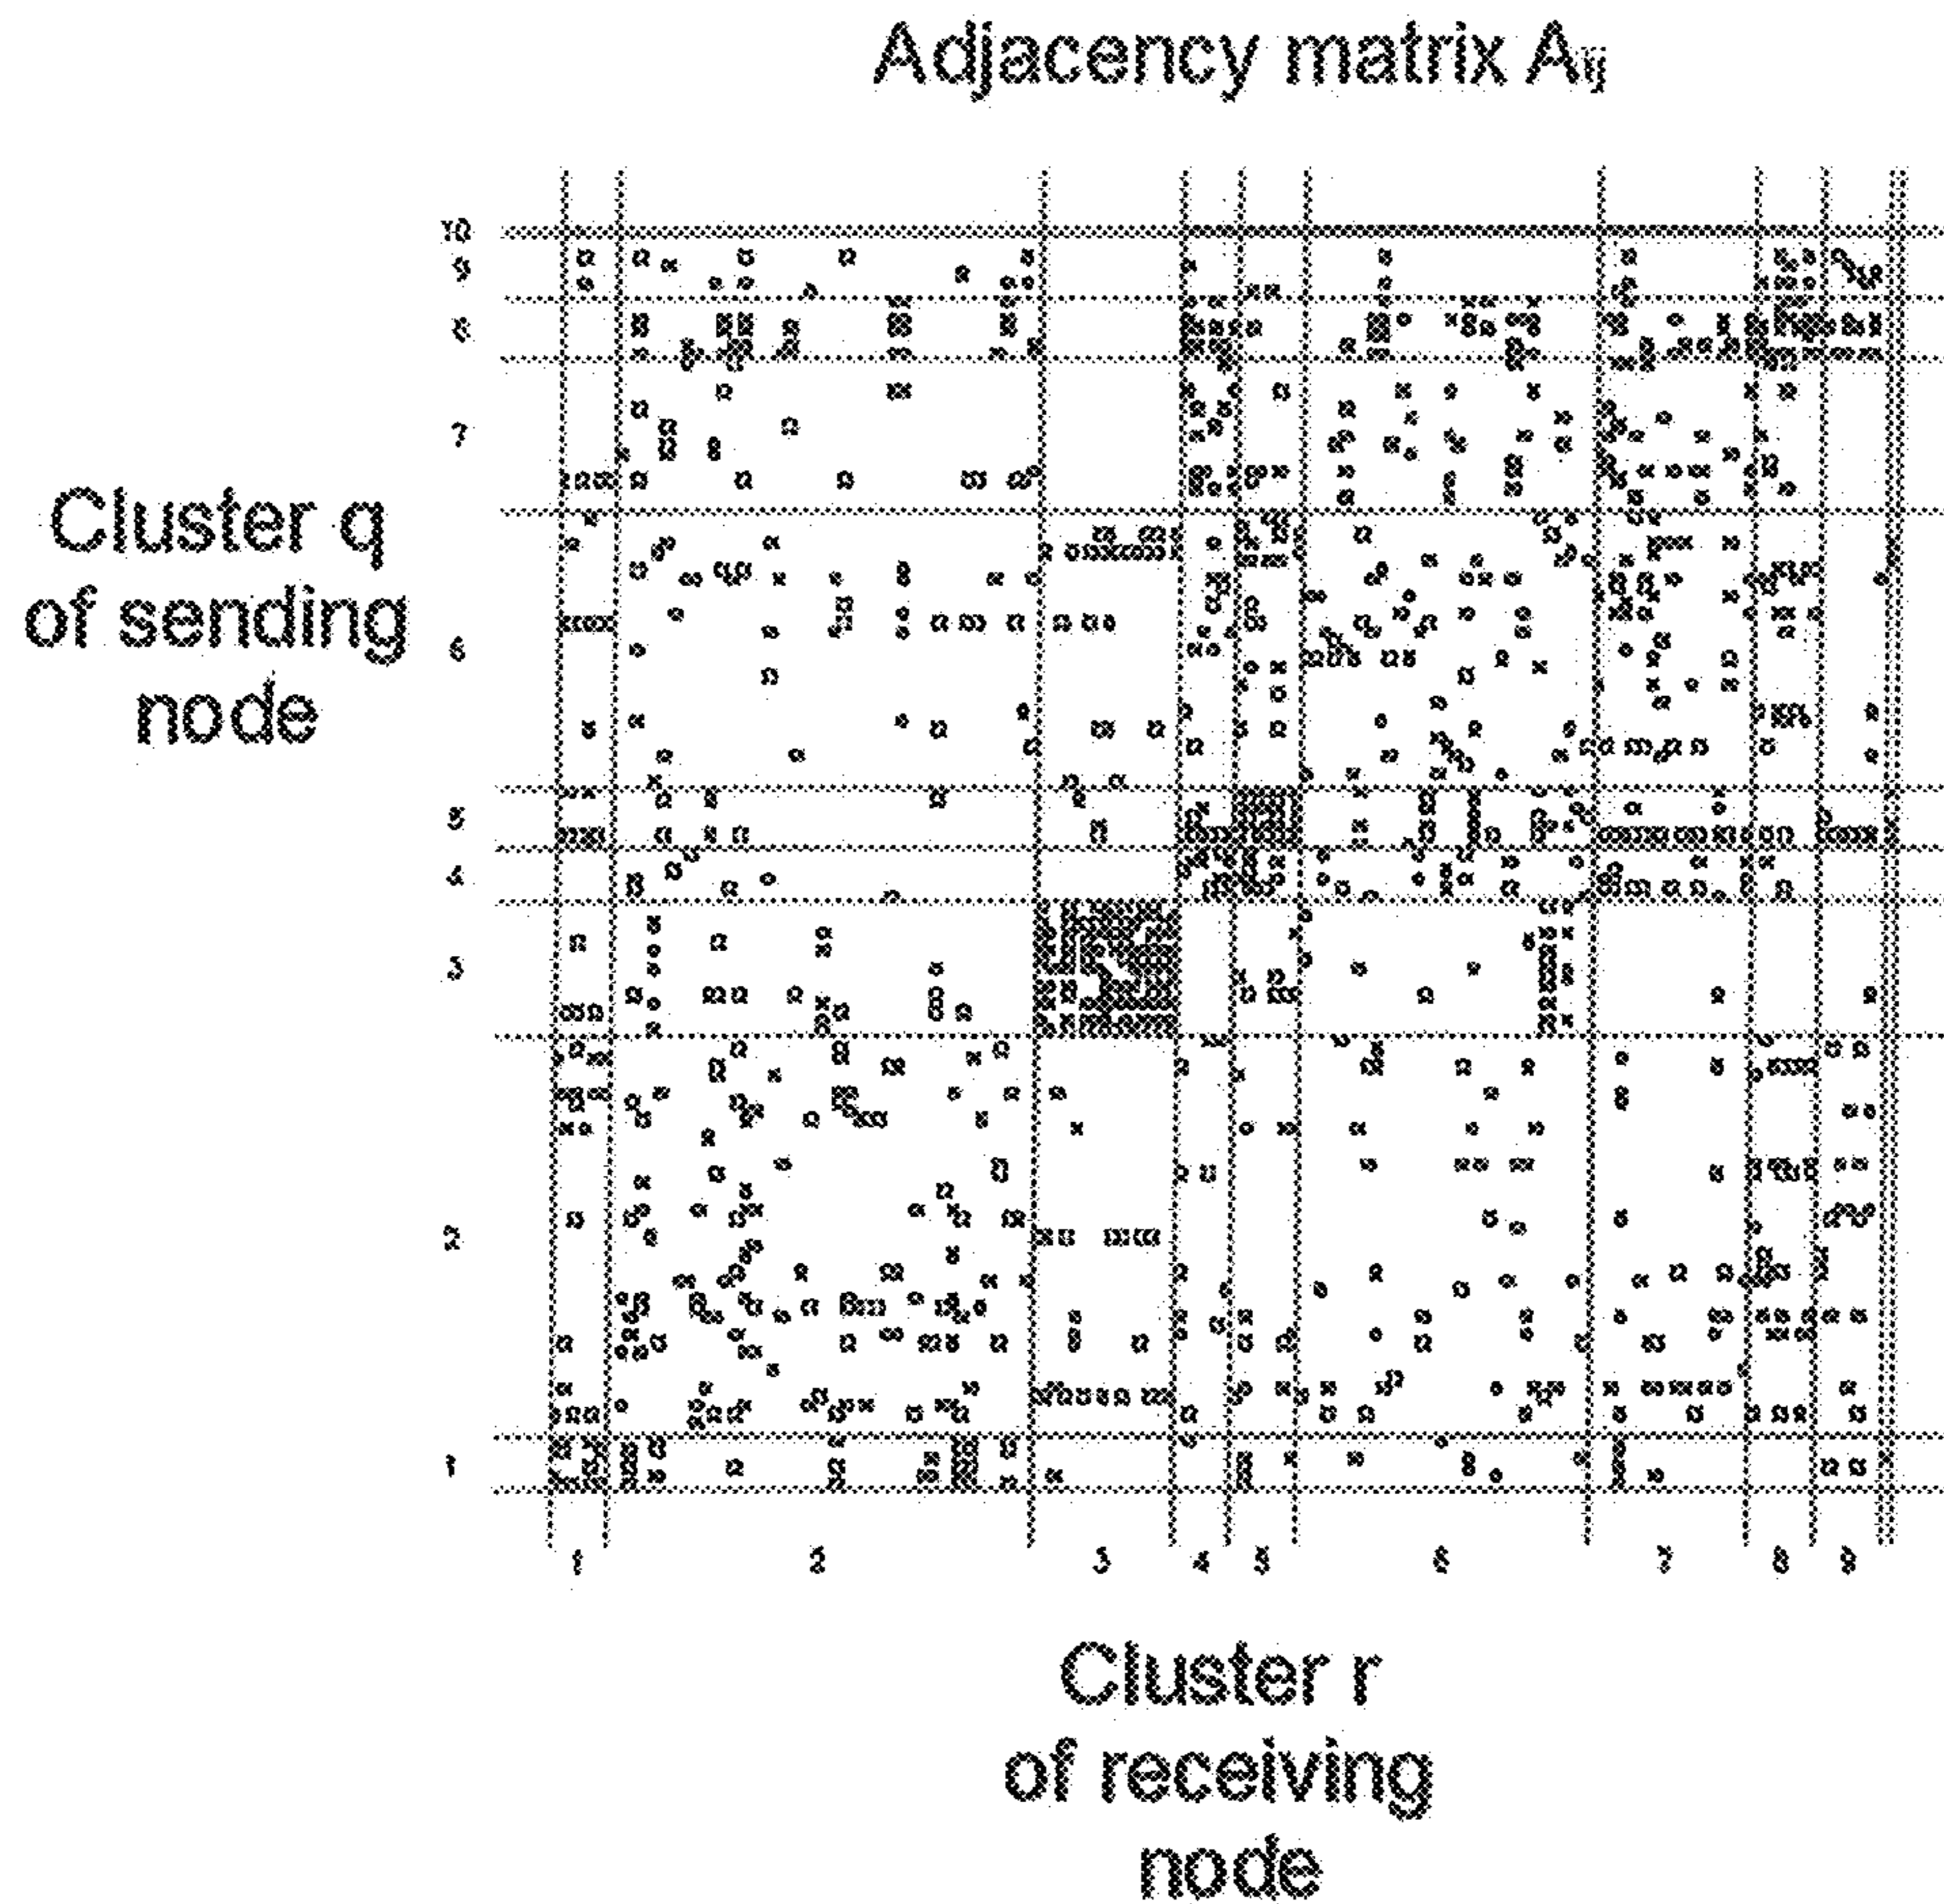 Adjacency matrix Aij
10
9
8
7
Cluster q
of sending
node
6
5
4
3
2
1
1 2 3 4 5 6 7 8 9
Cluster r
of receiving
node